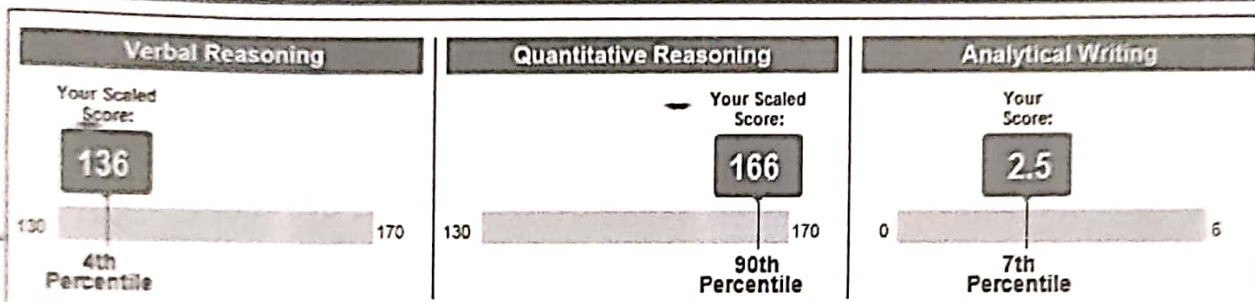 Verbal Reasoning
Your Scaled
Score:
136
130
170
4th
Percentile
Quantitative Reasoning
Your Scaled
Score:
166
130
170
90th
Percentile
Analytical Writing
Your
Score:
2.5
0
6
7th
Percentile